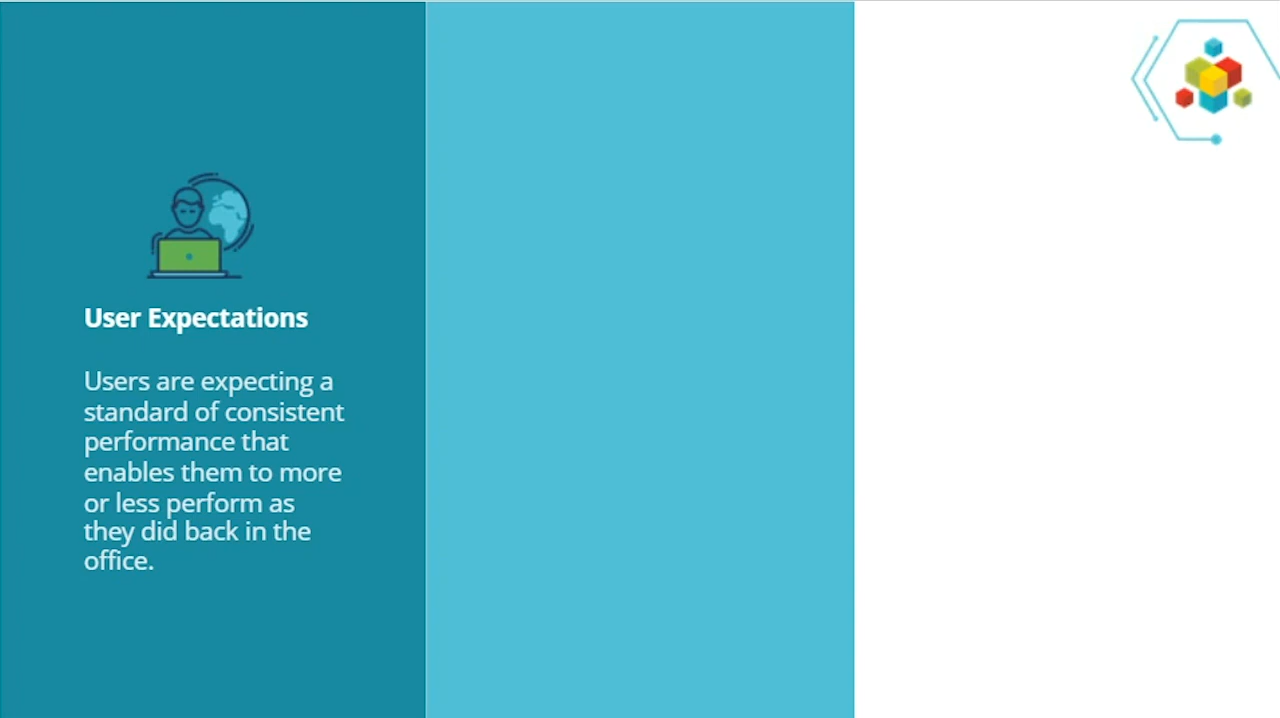 User Expectations
Users are expecting a
standard of consistent
performance that
enables them to more
or less perform as
they did back in the
office.